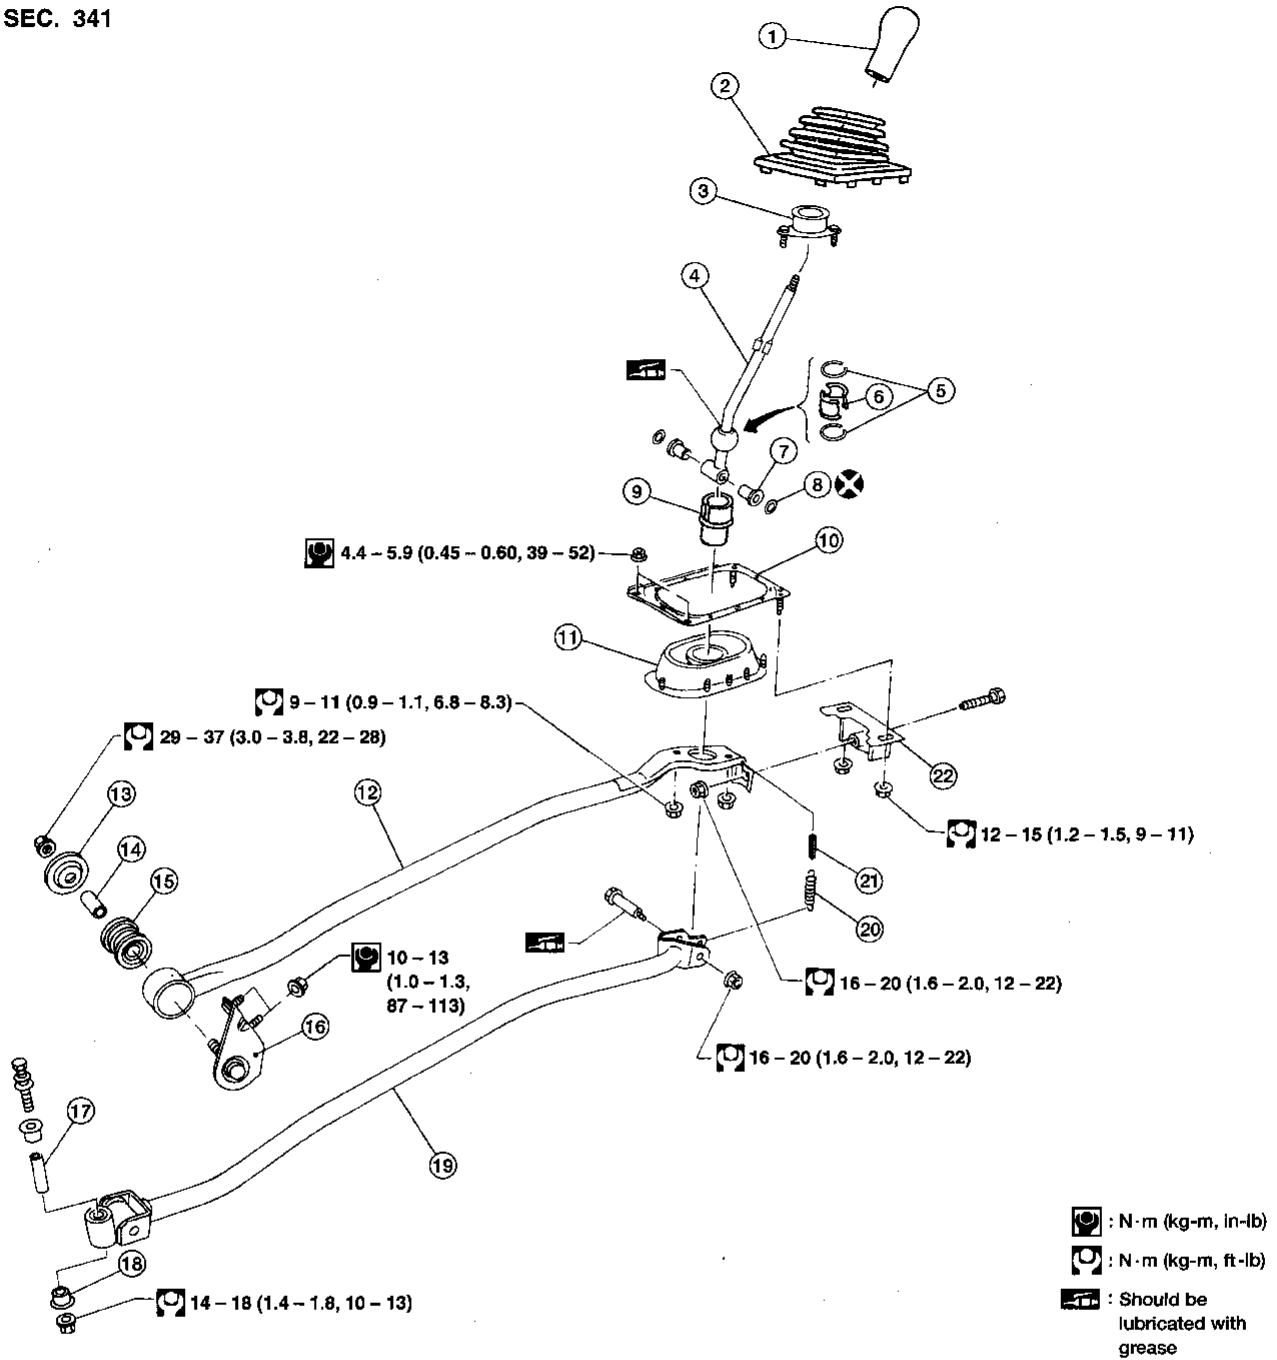 SEC. 341
1
2
3
4
5
6
7
8
9
4.4 – 5.9 (0.45 – 0.60, 39 – 52)
10
11
9 – 11 (0.9 – 1.1, 6.8 – 8.3)
29 – 37 (3.0 – 3.8, 22 – 28)
22
12
13
12 – 15 (1.2 – 1.5, 9 – 11)
14
15
21
20
10 – 13
(1.0 – 1.3,
87 – 113)
16 – 20 (1.6 – 2.0, 12 – 22)
16
16 – 20 (1.6 – 2.0, 12 – 22)
17
19
18
14 – 18 (1.4 – 1.8, 10 – 13)
: N·m (kg-m, in-lb)
: N·m (kg-m, ft-lb)
: Should be
lubricated with
grease